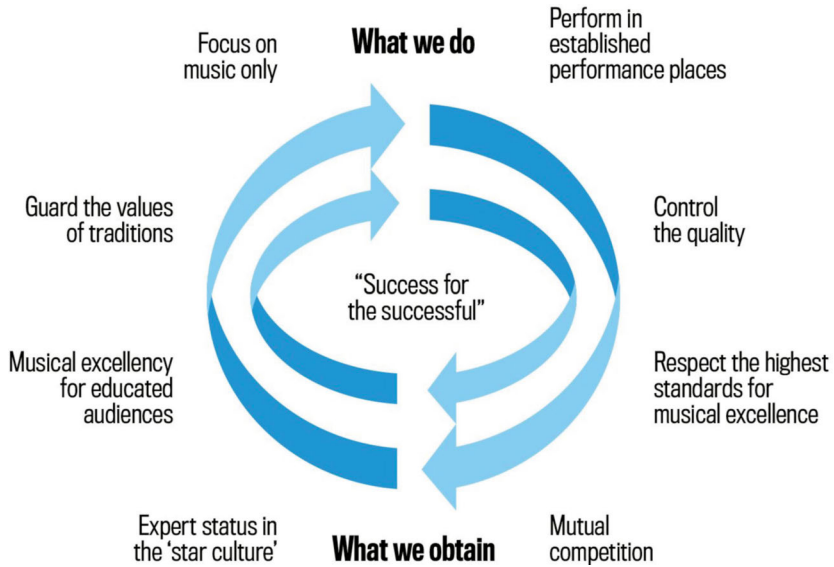 What we do
Perform in
established
performance places
Control
the quality
Respect the highest
standards for
musical excellence
Mutual
competition
What we obtain
Expert status in
the ‘star culture’
Musical excellency
for educated
audiences
Guard the values
of traditions
Focus on
music only
“Success for
the successful”